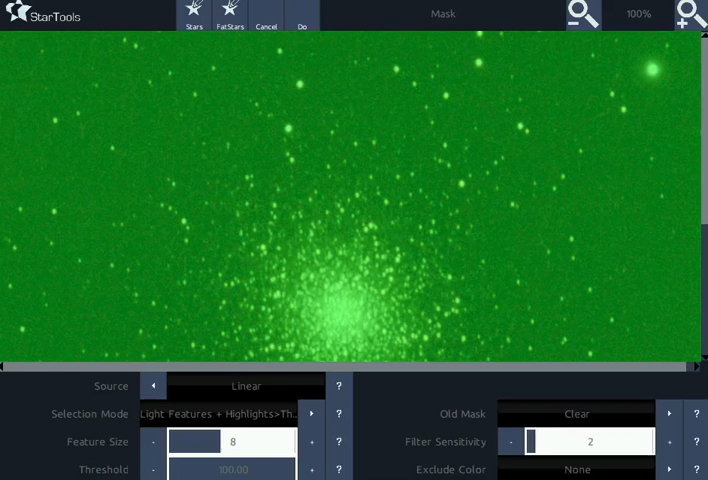 StarTools
Stars FatStars Cancel Do
Mask
100%
Source Linear ?
Selection Mode Light Features + Highlights>Th.. ? Old Mask Clear ?
Feature Size - 8 + ? Filter Sensitivity - 2 + ?
Threshold - 100.00 + ? Exclude Color None ?